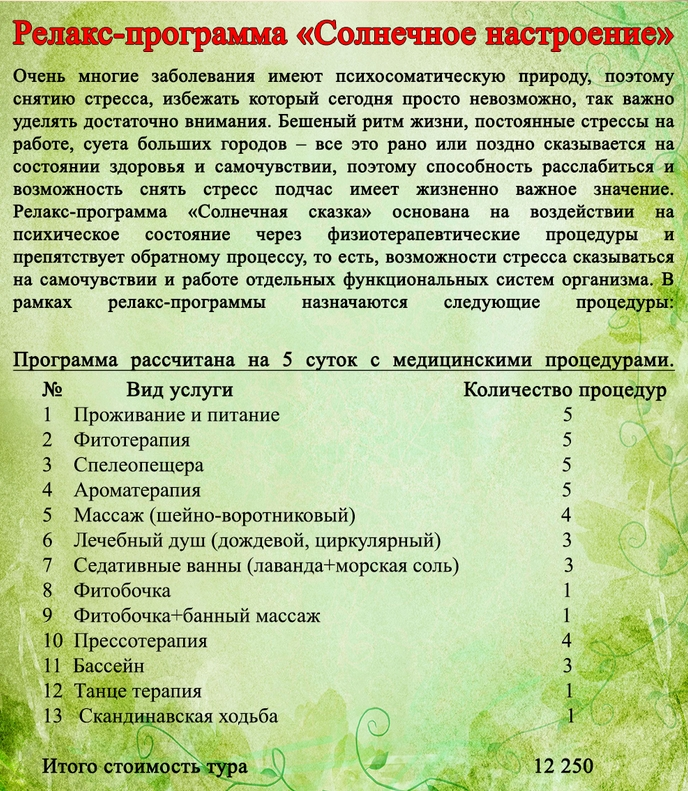 Релакс-программа «Солнечное настроение»
Очень многие заболевания имеют психосоматическую природу, поэтому
снятию стресса, избежать который сегодня просто невозможно, так важно
уделять достаточно внимания. Бешеный ритм жизни, постоянные стрессы на
работе, суета больших городов – все это рано или поздно сказывается на
состоянии здоровья и самочувствии, поэтому способность расслабиться и
возможность снять стресс подчас имеет жизненно важное значение.
Релакс-программа «Солнечная сказка» основана на воздействии на
психическое состояние через физиотерапевтические процедуры и
препятствует обратному процессу, то есть, возможности стресса сказываться
на самочувствии и работе отдельных функциональных систем организма. В
рамках релакс-программы назначаются следующие процедуры:
Программа рассчитана на 5 суток с медицинскими процедурами.
№ Вид услуги Количество процедур
1 Проживание и питание 5
2 Фитотерапия 5
3 Спелеопещера 5
4 Ароматерапия 5
5 Массаж (шейно-воротниковый) 4
6 Лечебный душ (дождевой, циркулярный) 3
7 Седативные ванны (лаванда+морская соль) 3
8 Фитобочка 1
9 Фитобочка+банный массаж 1
10 Прессотерапия 4
11 Бассейн 3
12 Танце терапия 1
13 Скандинавская ходьба 1
Итого стоимость тура 12 250